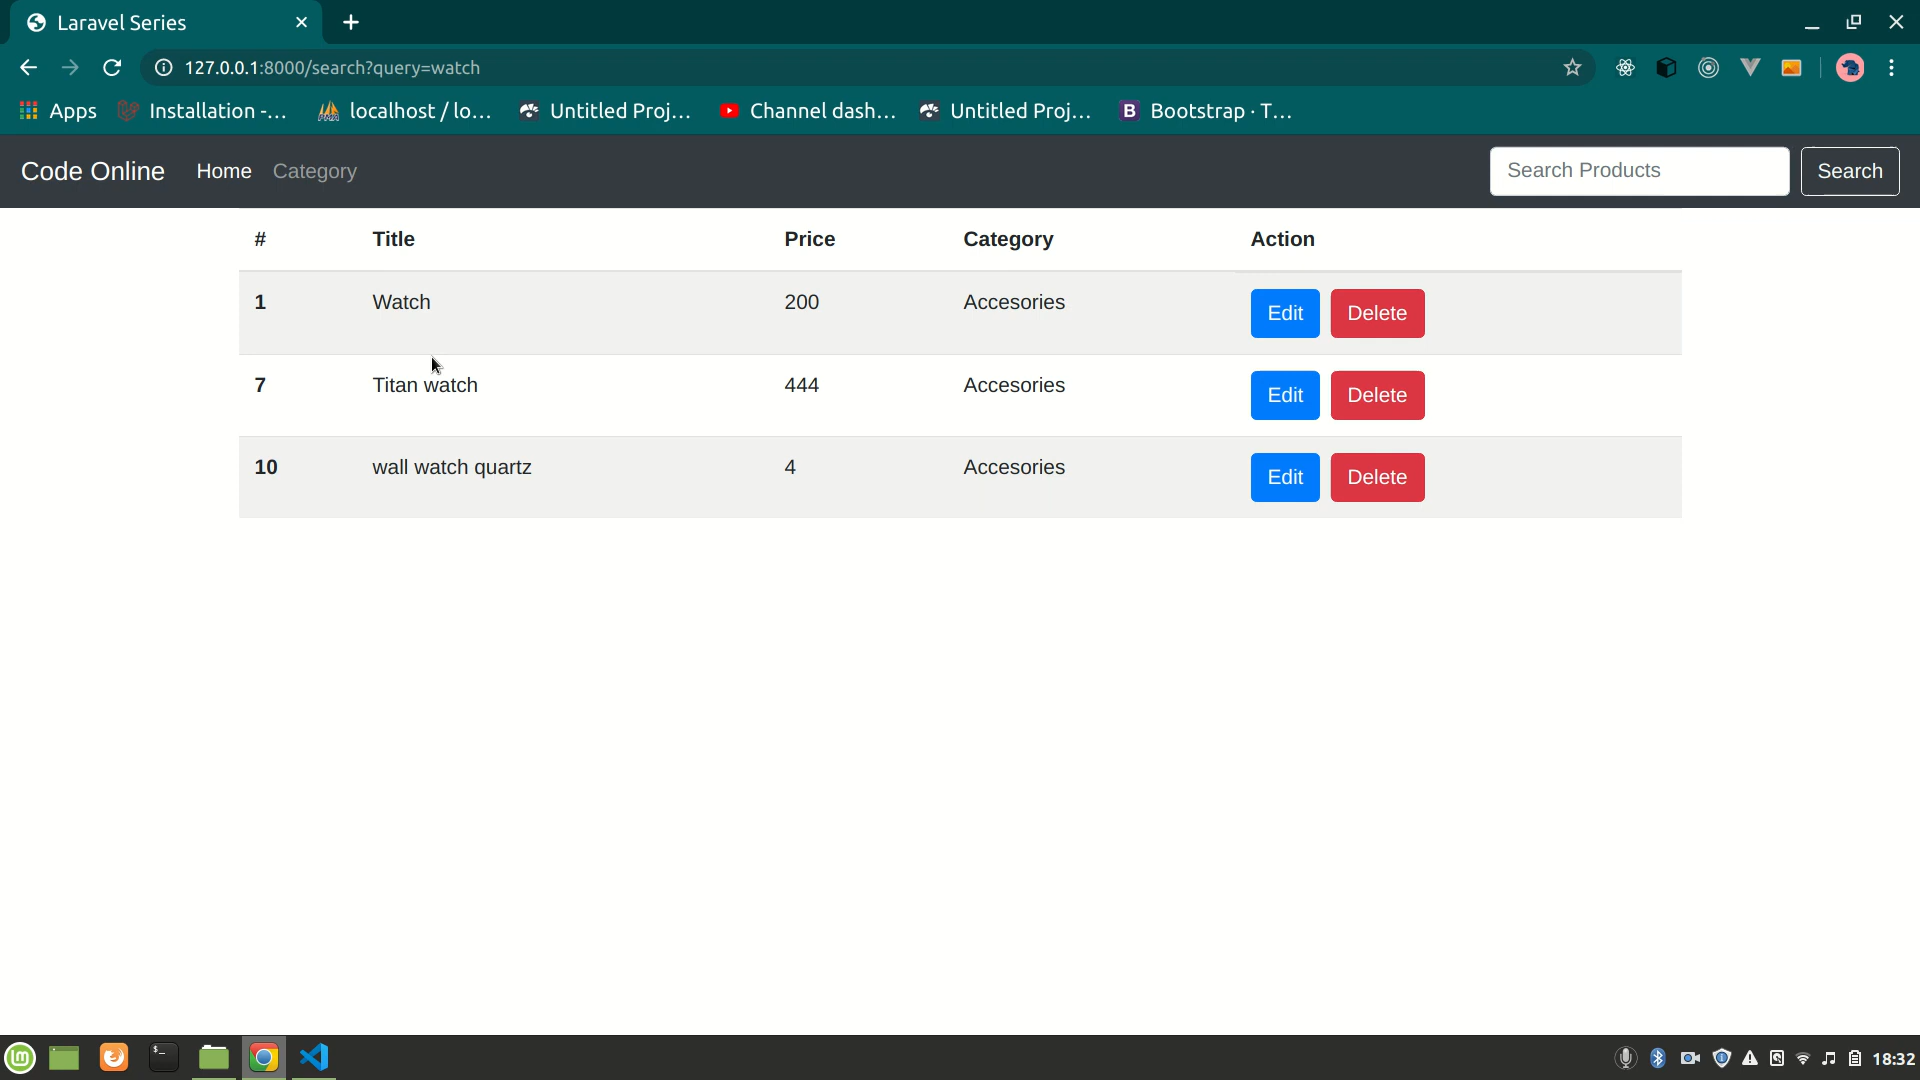 Laravel Series
127.0.0.1:8000/search?query=watch
Apps Installation -... localhost / lo... Untitled Proj... Channel dash... Untitled Proj... Bootstrap · T...
Code Online Home Category Search Products Search
# Title Price Category Action
1 Watch 200 Accesories Edit Delete
7 Titan watch 444 Accesories Edit Delete
10 wall watch quartz 4 Accesories Edit Delete
18:32